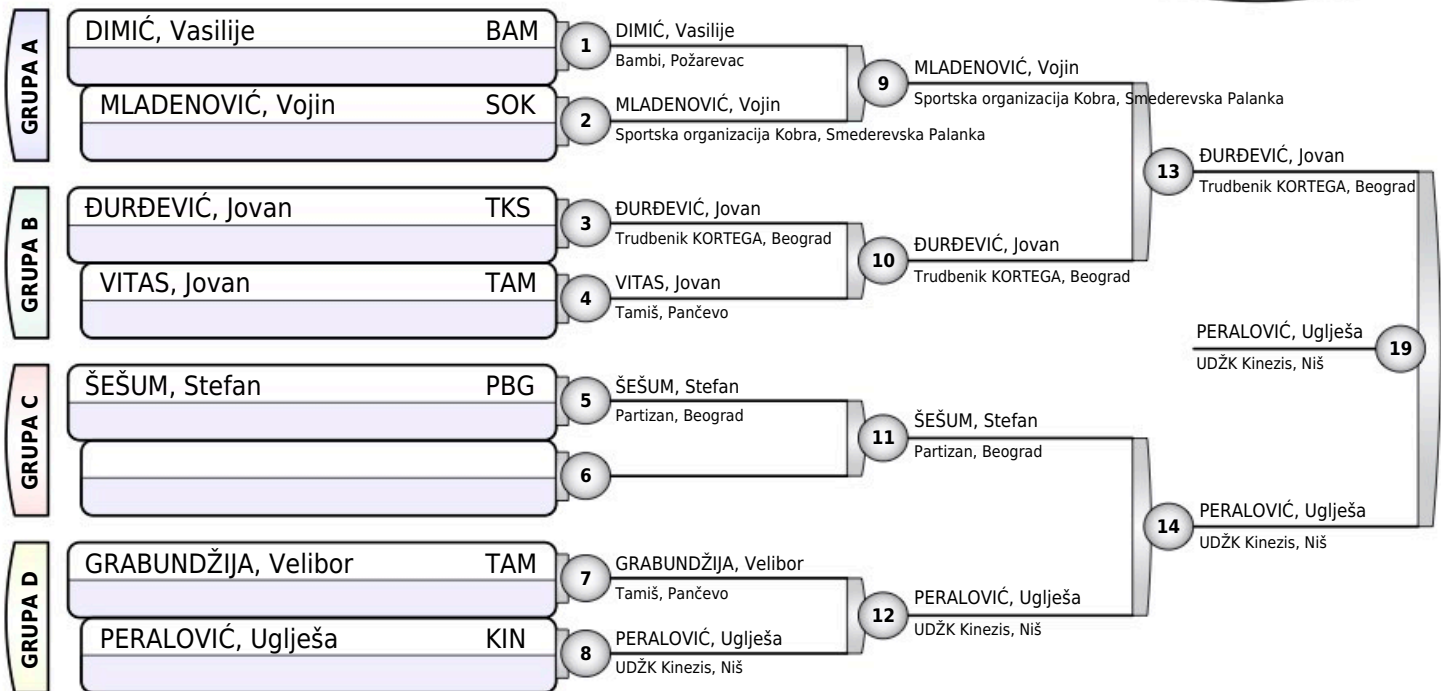 GRUPA A
DIMIĆ, Vasilije BAM
1
DIMIĆ, Vasilije
Bambi, Požarevac
MLADENOVIĆ, Vojin SOK
2
MLADENOVIĆ, Vojin
Sportska organizacija Kobra, Smederevska Palanka
9
MLADENOVIĆ, Vojin
Sportska organizacija Kobra, Smederevska Palanka
GRUPA B
ĐURĐEVIĆ, Jovan TKS
3
ĐURĐEVIĆ, Jovan
Trudbenik KORTEGA, Beograd
VITAS, Jovan TAM
4
VITAS, Jovan
Tamiš, Pančevo
10
ĐURĐEVIĆ, Jovan
Trudbenik KORTEGA, Beograd
13
ĐURĐEVIĆ, Jovan
Trudbenik KORTEGA, Beograd
GRUPA C
ŠEŠUM, Stefan PBG
5
ŠEŠUM, Stefan
Partizan, Beograd
6
11
ŠEŠUM, Stefan
Partizan, Beograd
GRUPA D
GRABUNDŽIJA, Velibor TAM
7
GRABUNDŽIJA, Velibor
Tamiš, Pančevo
PERALOVIĆ, Uglješa KIN
8
PERALOVIĆ, Uglješa
UDŽK Kinezis, Niš
12
PERALOVIĆ, Uglješa
UDŽK Kinezis, Niš
14
PERALOVIĆ, Uglješa
UDŽK Kinezis, Niš
PERALOVIĆ, Uglješa
UDŽK Kinezis, Niš
19